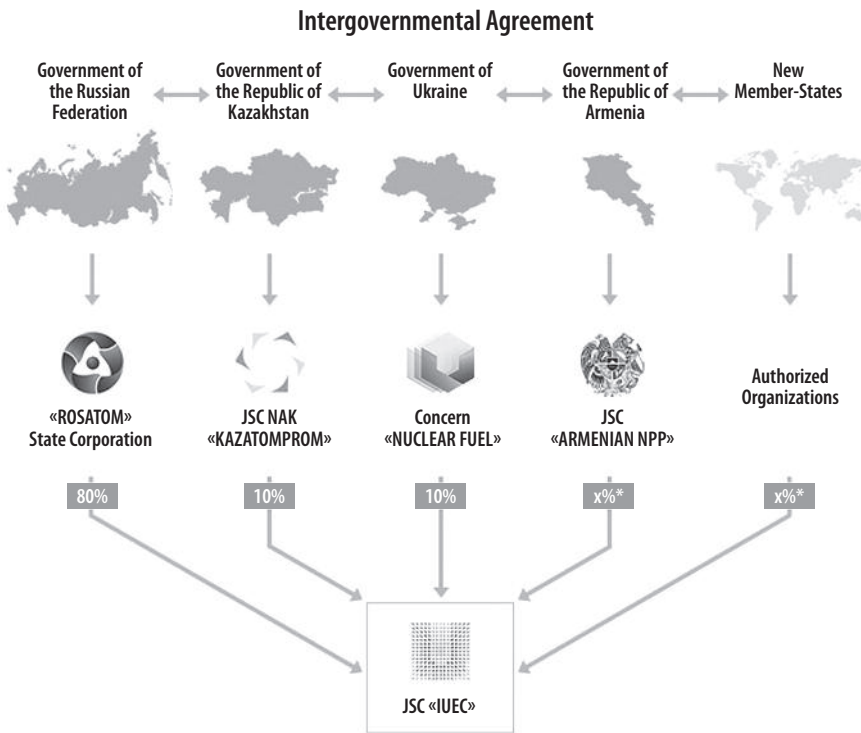 Intergovernmental Agreement
Government of
the Russian
Federation
Government of
the Republic of
Kazakhstan
Government of
Ukraine
Government of
the Republic of
Armenia
New
Member-States
«ROSATOM»
State Corporation
JSC NAK
«KAZATOMPROM»
Concern
«NUCLEAR FUEL»
JSC
«ARMENIAN NPP»
Authorized
Organizations
80%
10%
10%
x%*
x%*
JSC «IUEC»